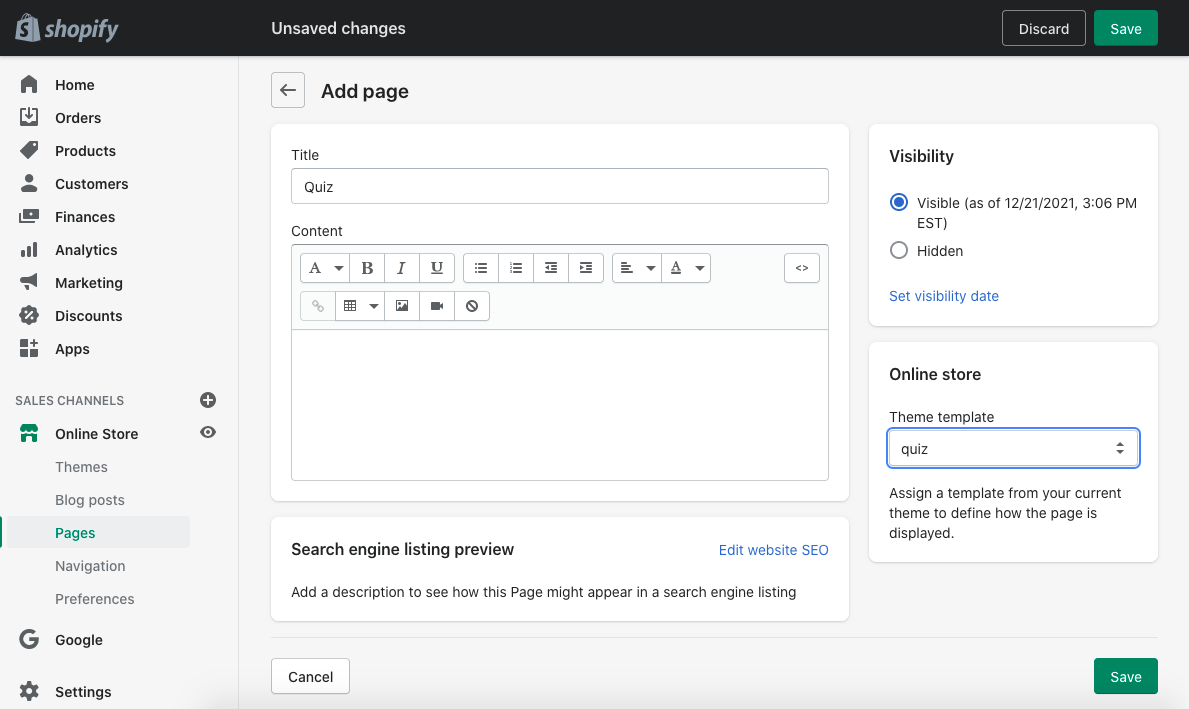 shopify
Unsaved changes
Discard
Save
Home
Orders
Products
Customers
Finances
Analytics
Marketing
Discounts
Apps
SALES CHANNELS
Online Store
Themes
Blog posts
Pages
Navigation
Preferences
Google
Settings
Add page
Title
Quiz
Content
A
B
I
U
A
<>
Search engine listing preview
Edit website SEO
Add a description to see how this Page might appear in a search engine listing
Visibility
Visible (as of 12/21/2021, 3:06 PM
EST)
Hidden
Set visibility date
Online store
Theme template
quiz
Assign a template from your current
theme to define how the page is
displayed.
Cancel
Save